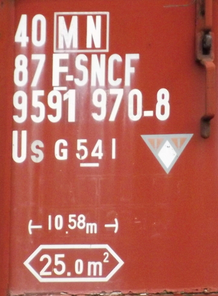 40 MN
87 F-SNCF
9591 970-8
Us G 541
10.58m
25.0m²